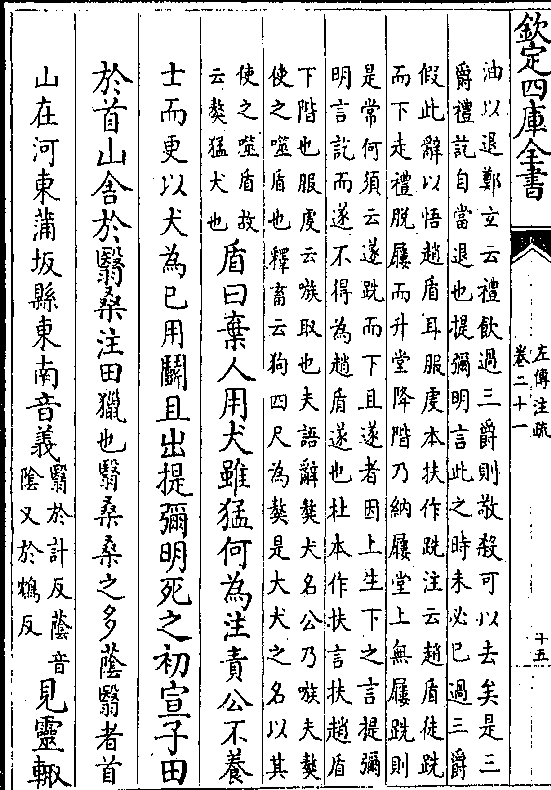 欽定四庫全書
左傳注疏
卷二十一
十五
油以退鄭𤣥云禮飲過三爵則敬殺可以去矣是三
爵禮訖自當退也提彌明言此之時未必已過三爵
假此辭以悟趙盾耳服䖍本扶作跣注云趙盾徒跣
而下走禮脫屨而升堂降階乃納屨堂上無屨跣則
是常何須云遂跣而下且遂者因上生下之言提彌
明言訖而遂不得為趙盾遂也杜本作扶言扶趙盾
下階也服䖍云嗾取也夫語辭獒犬名公乃嗾夫獒
使之噬盾也釋畜云狗四尺為獒是大犬之名以其
使之噬盾故
云獒猛犬也
盾曰棄人用犬雖猛何為注責公不養
士而更以犬為已用鬬且出提彌明死之初宣子田
於首山舍於翳桑注田獵也翳桑桑之多蔭翳者首
山在河東蒲坂縣東南音義
翳於計反蔭音
陰又於鴆反
見靈輒